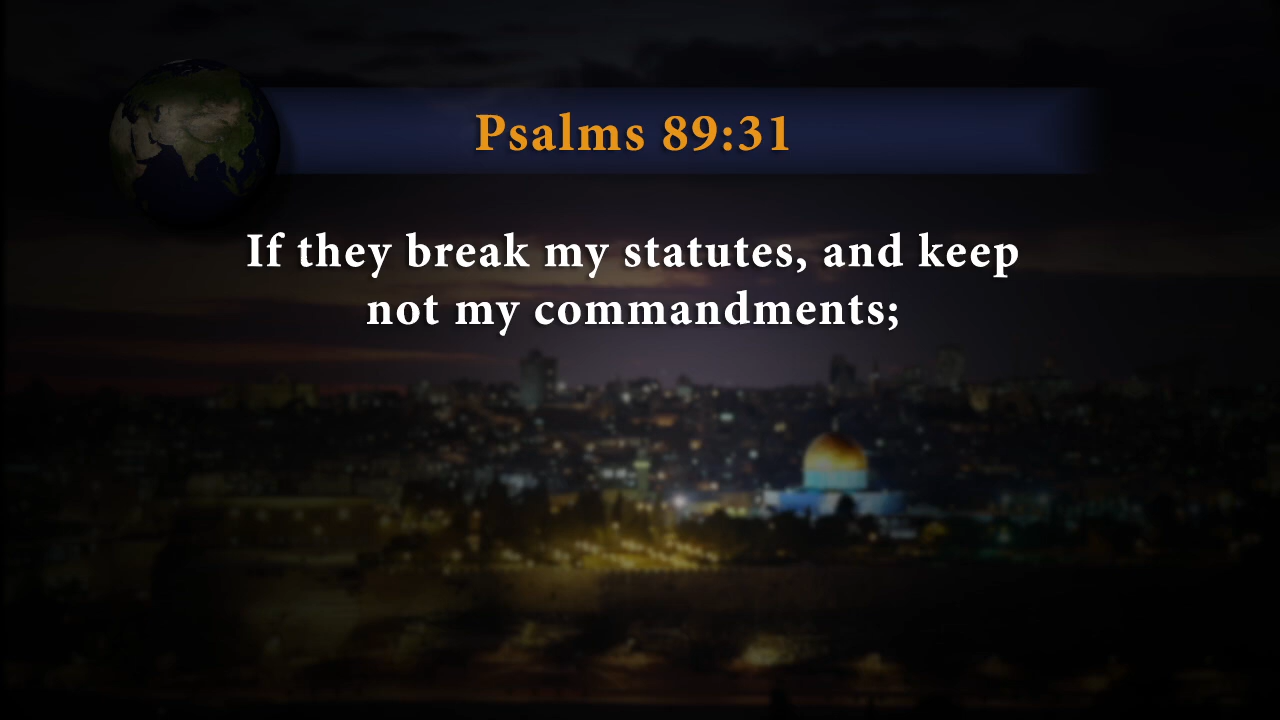 Psalms 89:31
If they break my statutes, and keep
not my commandments;